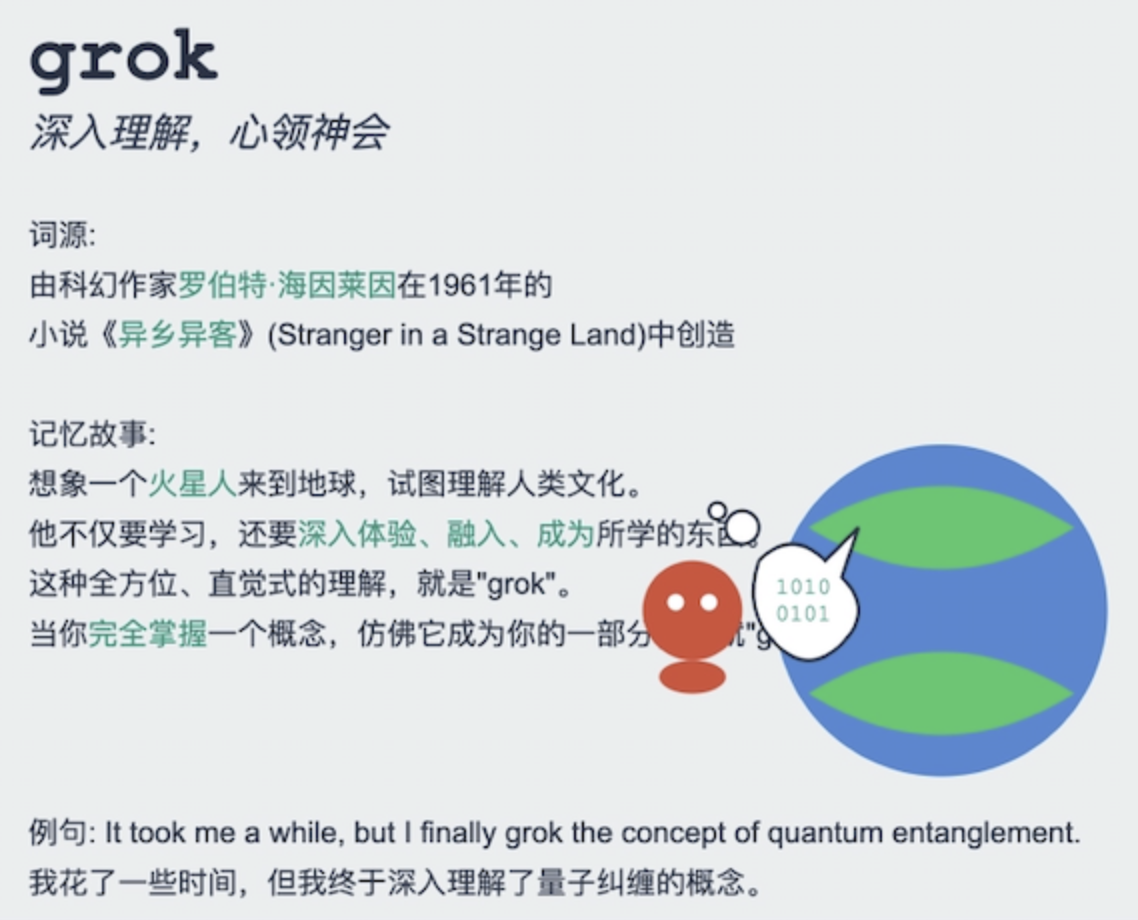 grok
深入理解，心领神会
词源:
由科幻作家罗伯特·海因莱因在1961年的
小说《异乡异客》(Stranger in a Strange Land)中创造
记忆故事:
想象一个火星人来到地球，试图理解人类文化。
他不仅要学习，还要深入体验、融入、成为所学的东西。
这种全方位、直觉式的理解，就是"grok"。
当你完全掌握一个概念，仿佛它成为你的一部分
1010
0101
例句: It took me a while, but I finally grok the concept of quantum entanglement.
我花了一些时间，但我终于深入理解了量子纠缠的概念。